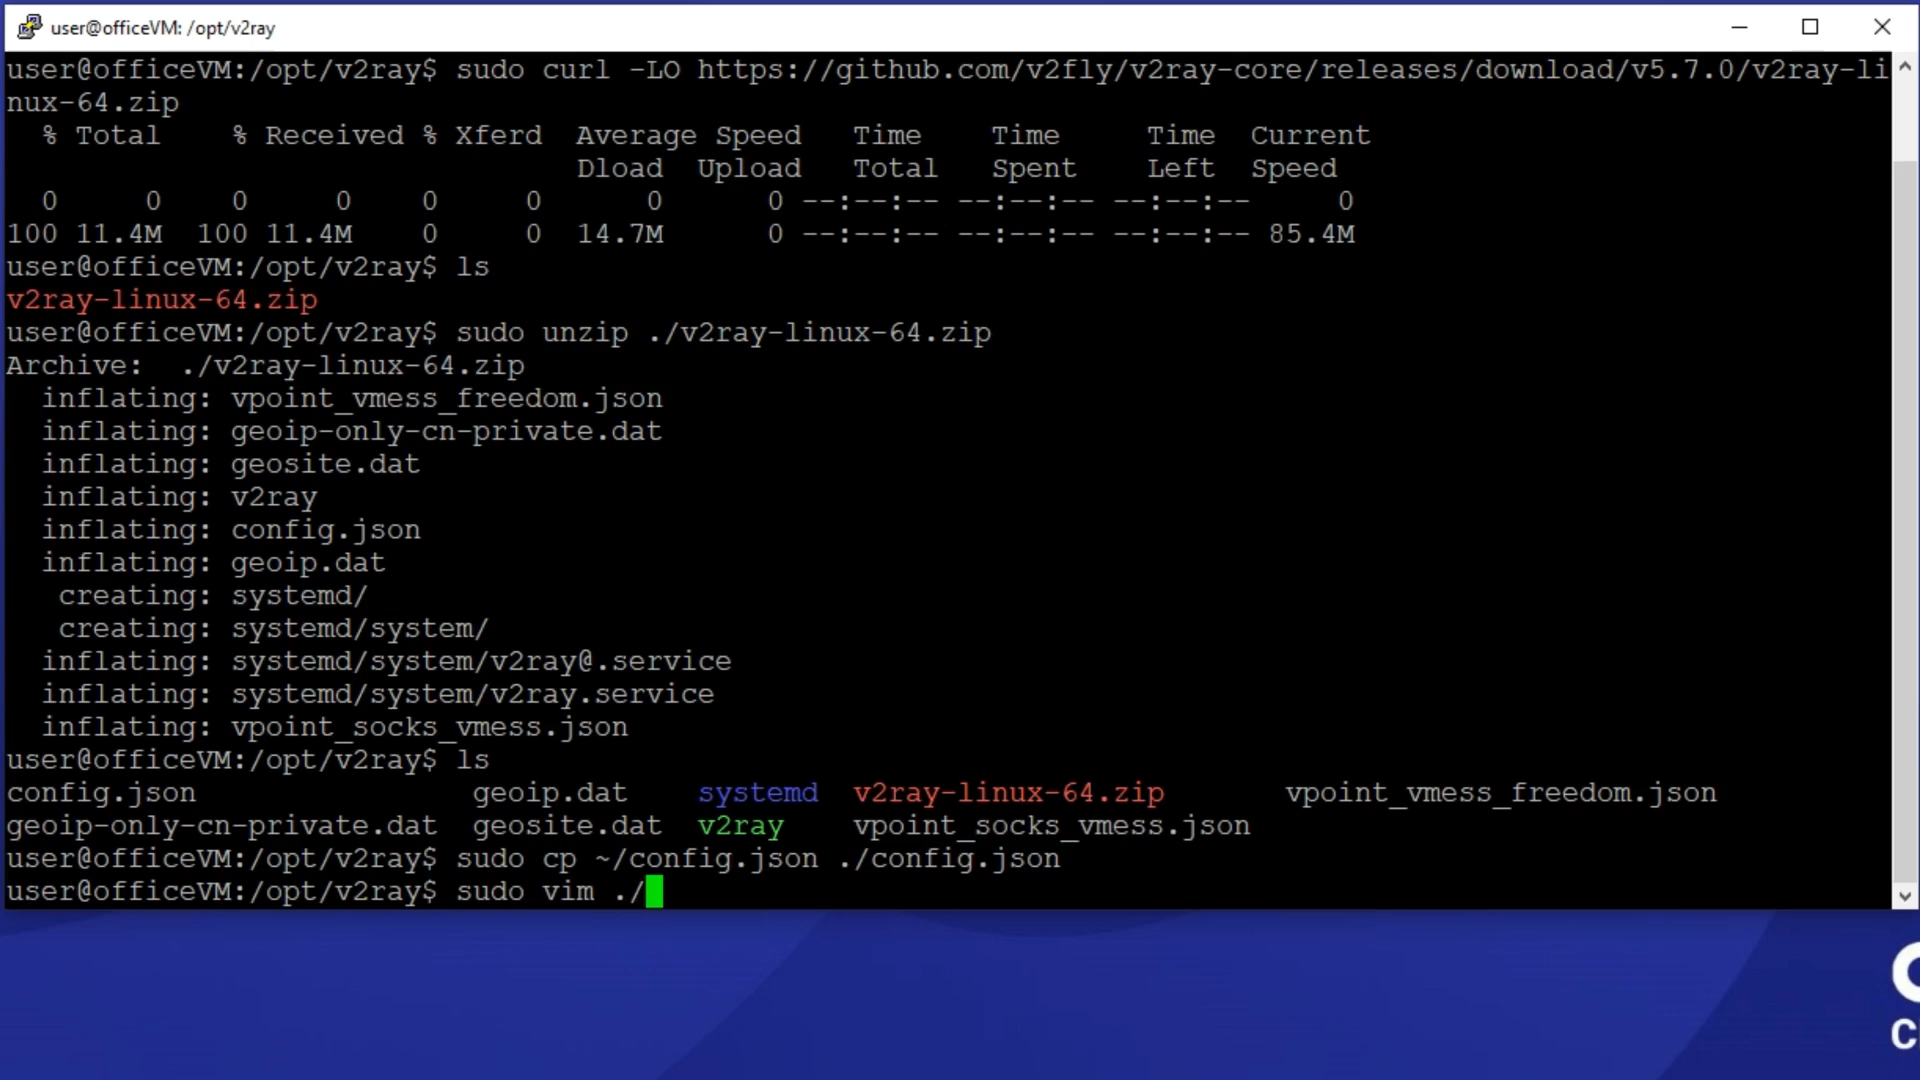 user@officeVM: /opt/v2ray
user@officeVM:/opt/v2ray$ sudo curl -LO https://github.com/v2fly/v2ray-core/releases/download/v5.7.0/v2ray-li
nux-64.zip
  % Total    % Received % Xferd  Average Speed   Time    Time     Time  Current
                                 Dload  Upload   Total   Spent    Left  Speed
  0     0    0     0    0     0      0      0 --:--:-- --:--:-- --:--:--     0
100 11.4M  100 11.4M    0     0  14.7M      0 --:--:-- --:--:-- --:--:-- 85.4M
user@officeVM:/opt/v2ray$ ls
v2ray-linux-64.zip
user@officeVM:/opt/v2ray$ sudo unzip ./v2ray-linux-64.zip
Archive:  ./v2ray-linux-64.zip
  inflating: vpoint_vmess_freedom.json
  inflating: geoip-only-cn-private.dat
  inflating: geosite.dat
  inflating: v2ray
  inflating: config.json
  inflating: geoip.dat
   creating: systemd/
   creating: systemd/system/
  inflating: systemd/system/v2ray@.service
  inflating: systemd/system/v2ray.service
  inflating: vpoint_socks_vmess.json
user@officeVM:/opt/v2ray$ ls
config.json                geoip.dat    systemd  v2ray-linux-64.zip       vpoint_vmess_freedom.json
geoip-only-cn-private.dat  geosite.dat  v2ray    vpoint_socks_vmess.json
user@officeVM:/opt/v2ray$ sudo cp ~/config.json ./config.json
user@officeVM:/opt/v2ray$ sudo vim ./